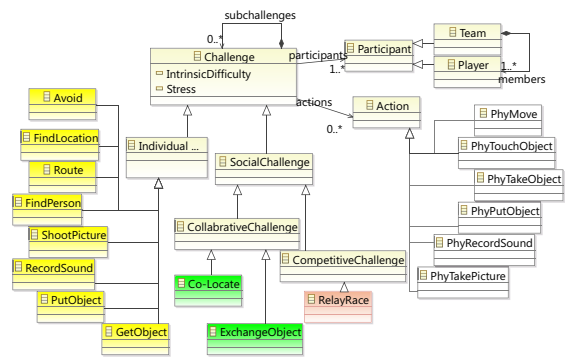 subchallenges
0..*
Challenge
IntrinsicDifficulty
Stress
participants
1..*
Participant
Team
Player
1..*
members
actions
0..*
Action
Avoid
FindLocation
Route
FindPerson
ShootPicture
RecordSound
PutObject
GetObject
Individual ...
SocialChallenge
CollabrativeChallenge
CompetitiveChallenge
Co-Locate
ExchangeObject
RelayRace
PhyMove
PhyTouchObject
PhyTakeObject
PhyPutObject
PhyRecordSound
PhyTakePicture